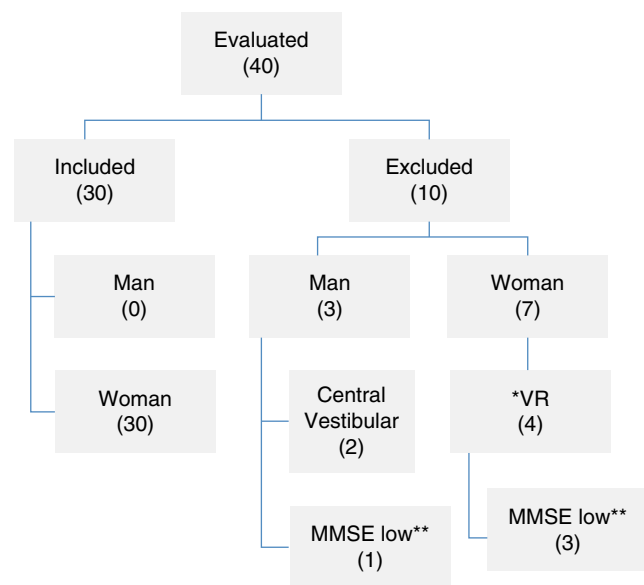 Evaluated
(40)
Included
(30)
Excluded
(10)
Man
(0)
Man
(3)
Woman
(7)
Woman
(30)
Central
Vestibular
(2)
*VR
(4)
MMSE low**
(1)
MMSE low**
(3)